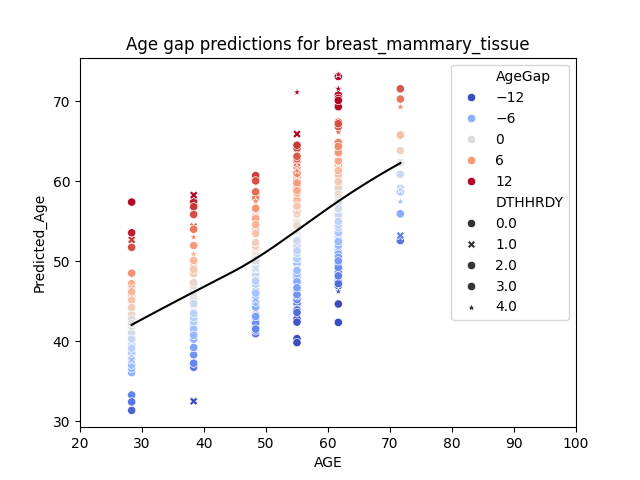 Age gap predictions for breast_mammary_tissue
AgeGap
−12
−6
0
6
12
DTHHRDY
0.0
1.0
2.0
3.0
4.0
Predicted_Age
70
60
50
40
30
20 30 40 50 60 70 80 90 100
AGE